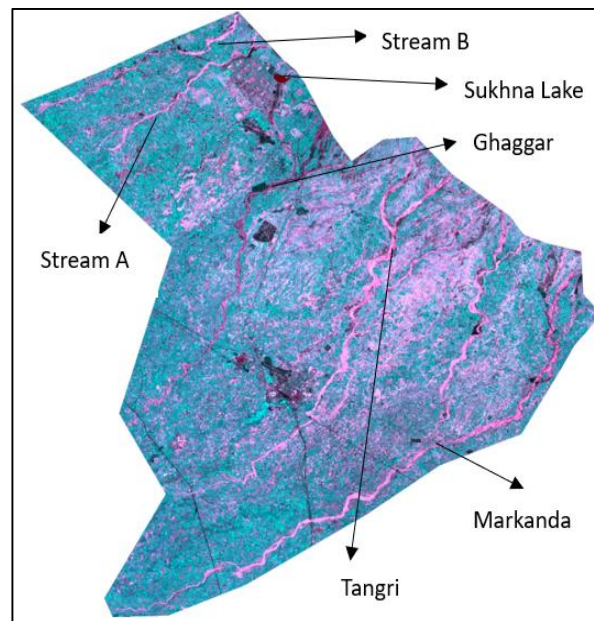 Stream B
Sukhna Lake
Ghaggar
Stream A
Markanda
Tangri